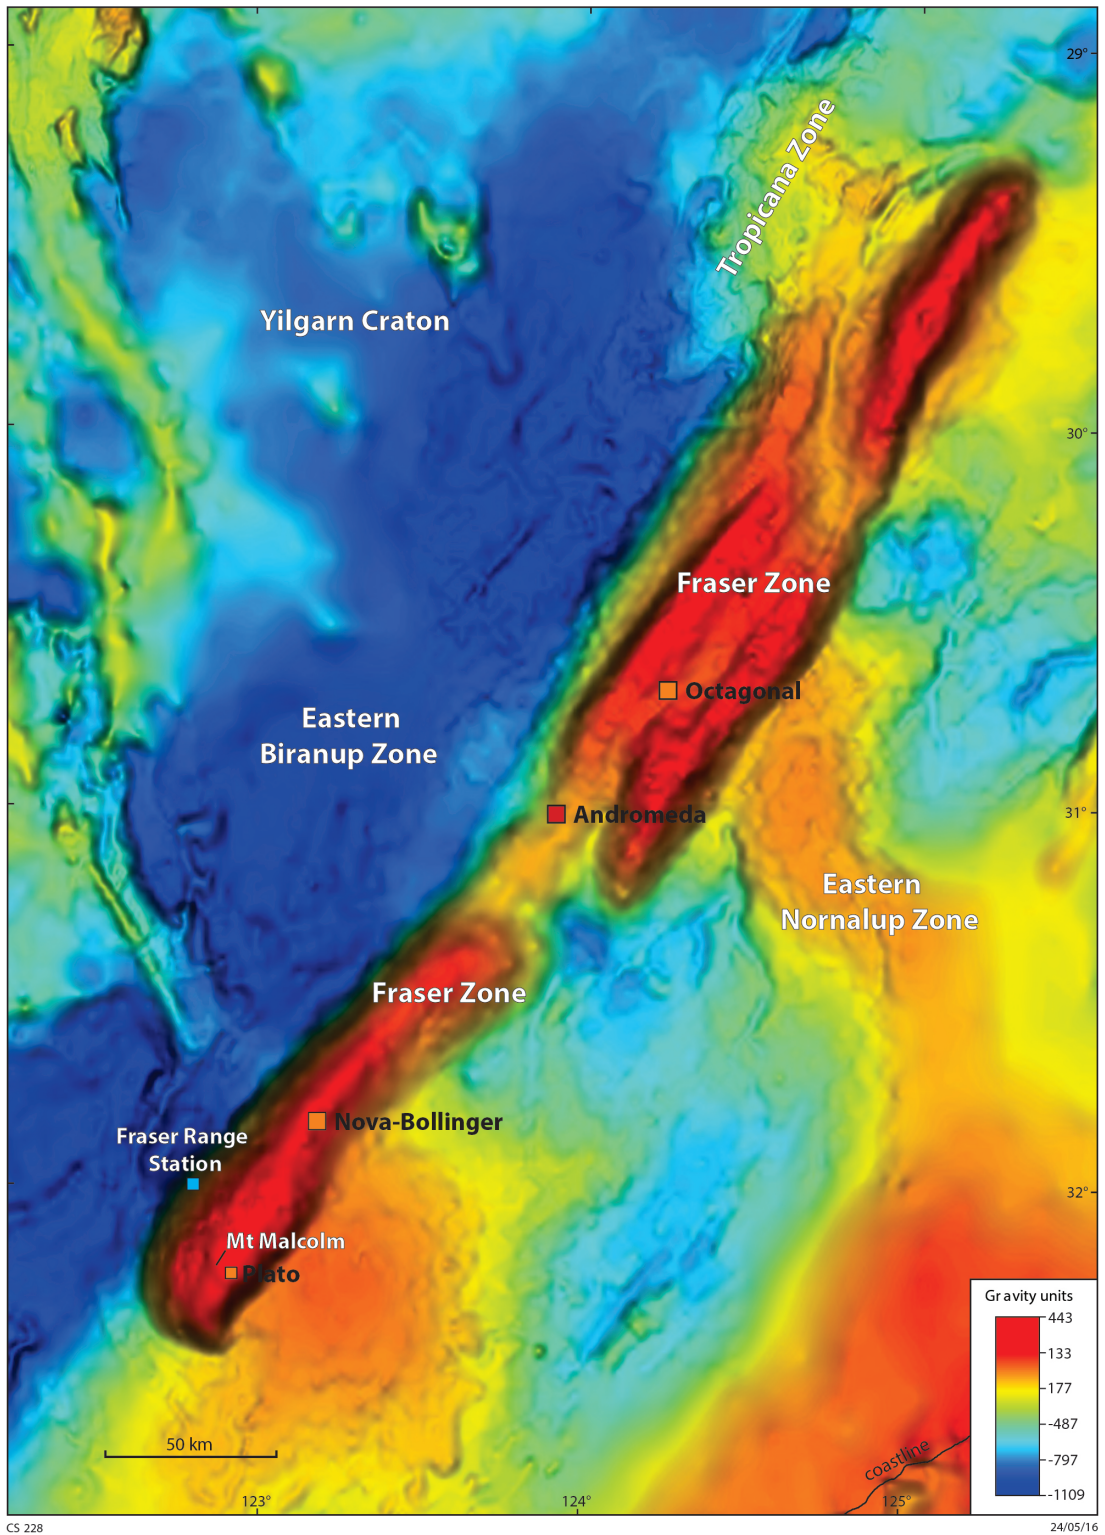 29°
Tropicana Zone
Yilgarn Craton
30°
Fraser Zone
Octagonal
Eastern
Biranup Zone
Andromeda
31°
Eastern
Nornalup Zone
Fraser Zone
Nova-Bollinger
Fraser Range
Station
32°
Mt Malcolm
Plato
Gravity units
443
133
-177
-487
-797
-1109
50 km
coastline
123°
124°
125°
CS 228
24/05/16